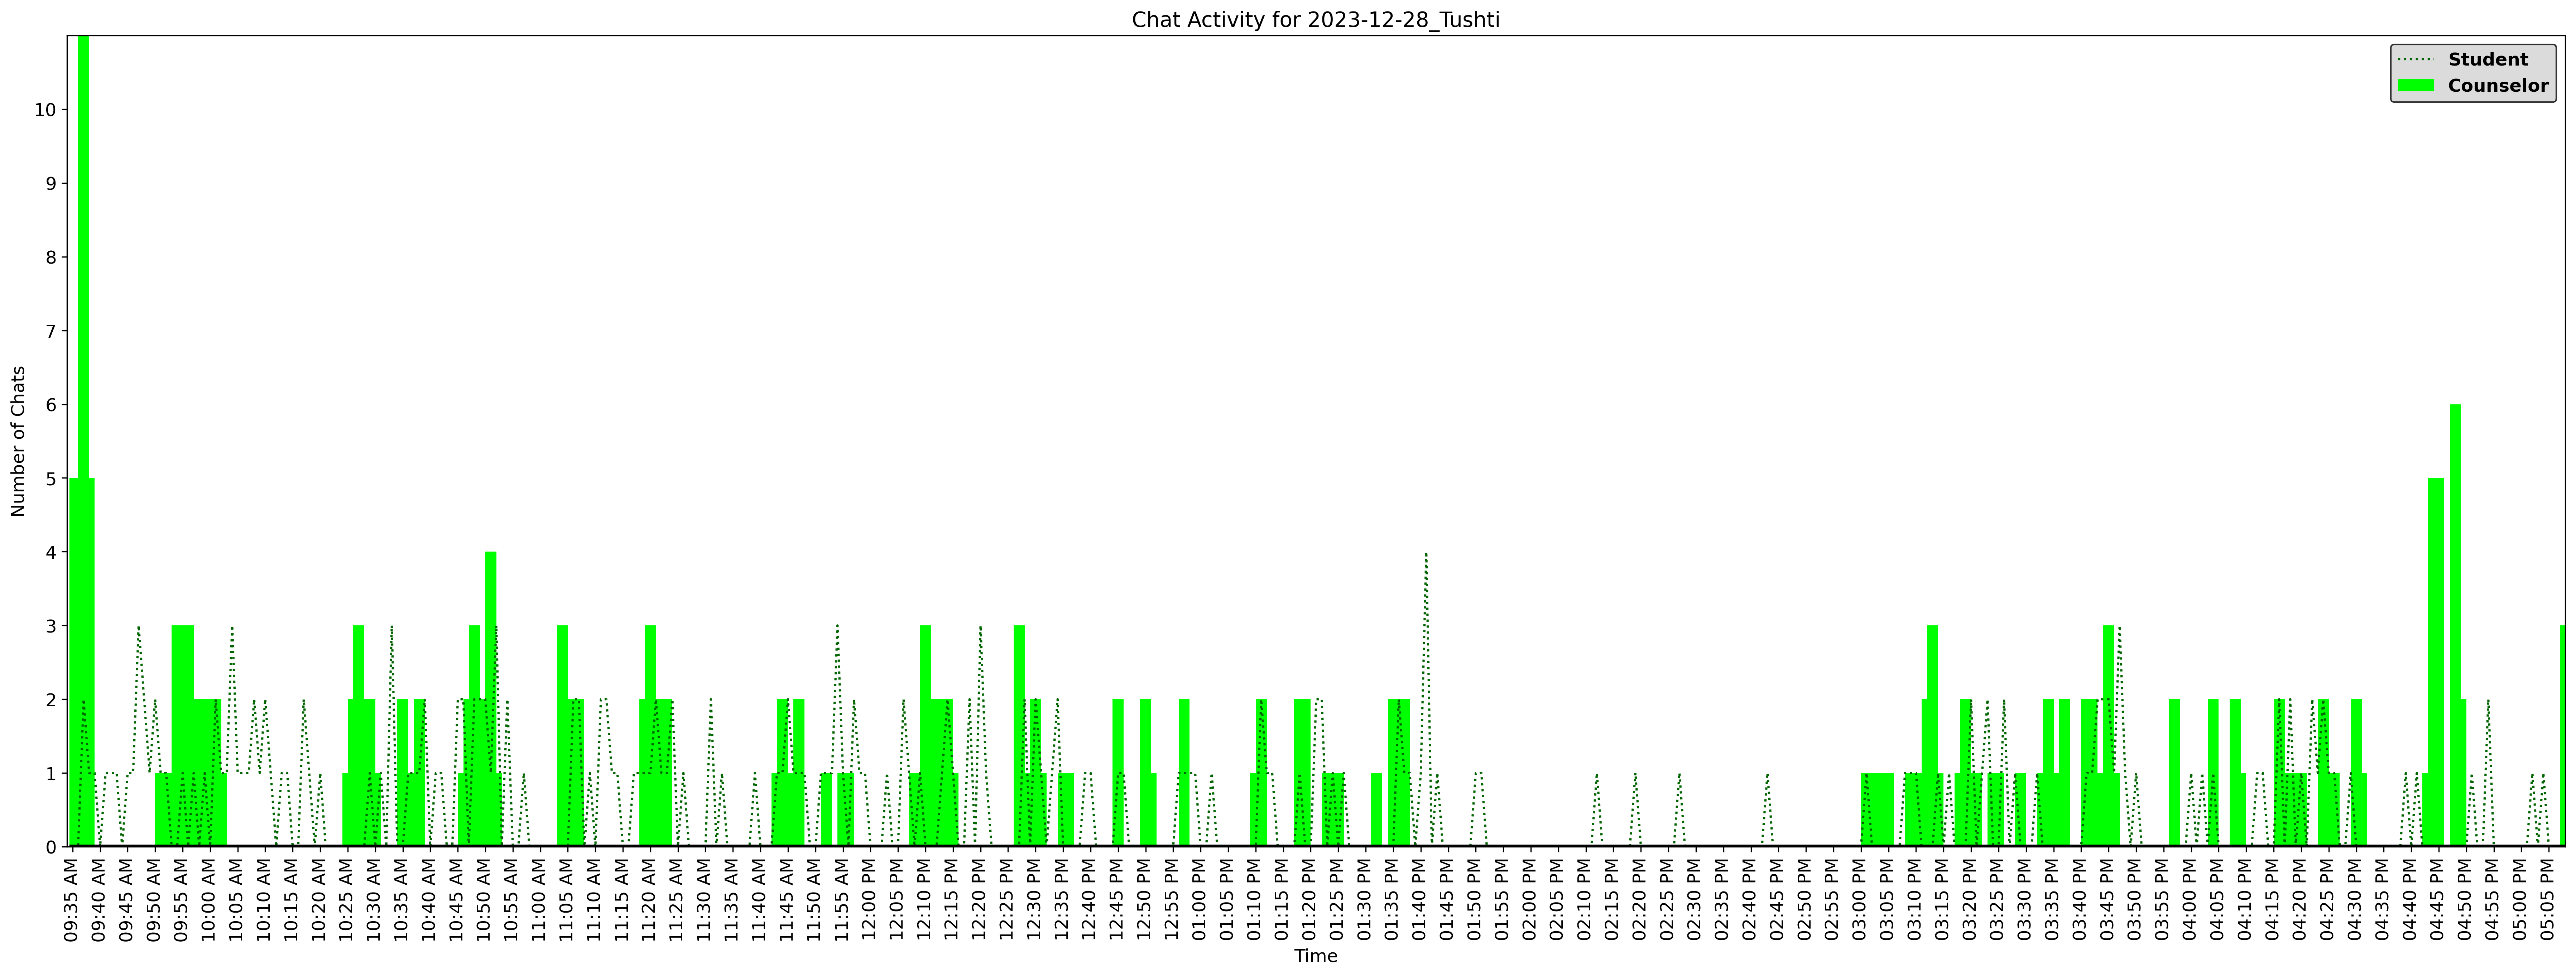 Chat Activity for 2023-12-28_Tushti
Student
Counselor
Number of Chats
10
9
8
7
6
5
4
3
2
1
0
09:35 AM
09:40 AM
09:45 AM
09:50 AM
09:55 AM
10:00 AM
10:05 AM
10:10 AM
10:15 AM
10:20 AM
10:25 AM
10:30 AM
10:35 AM
10:40 AM
10:45 AM
10:50 AM
10:55 AM
11:00 AM
11:05 AM
11:10 AM
11:15 AM
11:20 AM
11:25 AM
11:30 AM
11:35 AM
11:40 AM
11:45 AM
11:50 AM
11:55 AM
12:00 PM
12:05 PM
12:10 PM
12:15 PM
12:20 PM
12:25 PM
12:30 PM
12:35 PM
12:40 PM
12:45 PM
12:50 PM
12:55 PM
01:00 PM
01:05 PM
01:10 PM
01:15 PM
01:20 PM
01:25 PM
01:30 PM
01:35 PM
01:40 PM
01:45 PM
01:50 PM
01:55 PM
02:00 PM
02:05 PM
02:10 PM
02:15 PM
02:20 PM
02:25 PM
02:30 PM
02:35 PM
02:40 PM
02:45 PM
02:50 PM
02:55 PM
03:00 PM
03:05 PM
03:10 PM
03:15 PM
03:20 PM
03:25 PM
03:30 PM
03:35 PM
03:40 PM
03:45 PM
03:50 PM
03:55 PM
04:00 PM
04:05 PM
04:10 PM
04:15 PM
04:20 PM
04:25 PM
04:30 PM
04:35 PM
04:40 PM
04:45 PM
04:50 PM
04:55 PM
05:00 PM
05:05 PM
Time